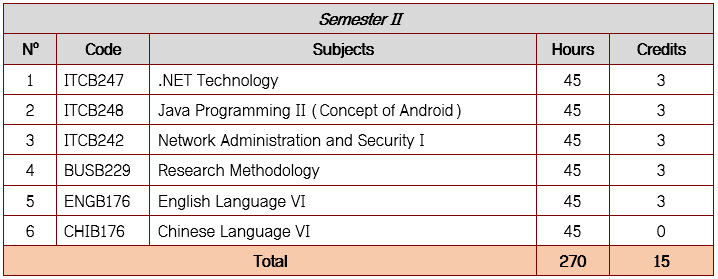 Semester II
Nº Code Subjects Hours Credits
1 ITCB247 .NET Technology 45 3
2 ITCB248 Java Programming II (Concept of Android) 45 3
3 ITCB242 Network Administration and Security I 45 3
4 BUSB229 Research Methodology 45 3
5 ENGB176 English Language VI 45 3
6 CHIB176 Chinese Language VI 45 0
Total 270 15